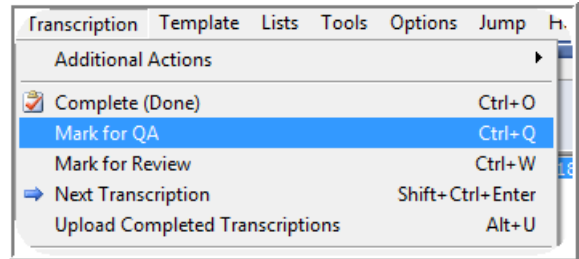 Transcription Template Lists Tools Options Jump H
Additional Actions
Complete (Done) Ctrl+O
Mark for QA Ctrl+Q
Mark for Review Ctrl+W
Next Transcription Shift+Ctrl+Enter
Upload Completed Transcriptions Alt+U